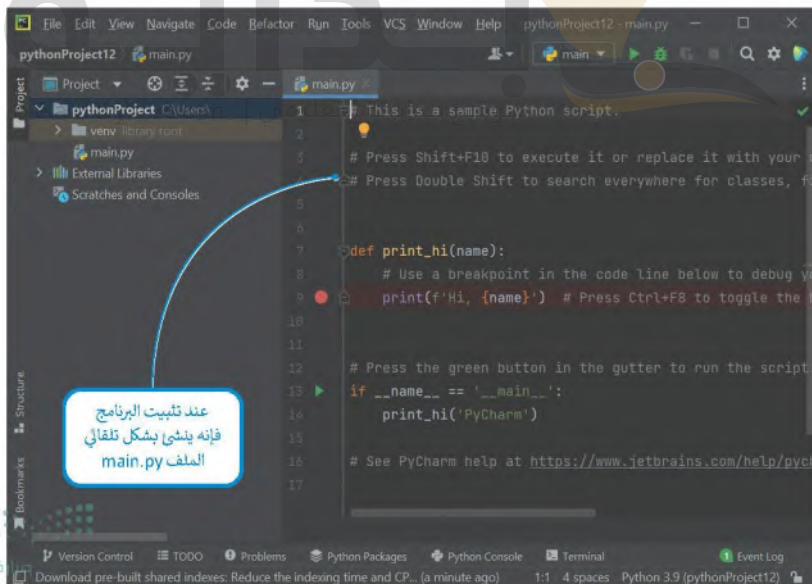 File Edit View Navigate Code Refactor Run Tools VCS Window Help pythonProject12 - main.py
pythonProject12 main.py
main
Project
main.py
Project
pythonProject C:\Users\
venv library root
main.py
External Libraries
Scratches and Consoles
1 # This is a sample Python script.
2
3 # Press Shift+F10 to execute it or replace it with your
# Press Double Shift to search everywhere for classes,
5
6
7 def print_hi(name):
8 # Use a breakpoint in the code line below to debug
9 print(f'Hi, {name}') # Press Ctrl+F8 to toggle the
10
11
12 # Press the green button in the gutter to run the script
13 if __name__ == '__main__':
14 print_hi('PyCharm')
15
16 # See PyCharm help at https://www.jetbrains.com/help/pych
17
عند تثبيت البرنامج
فإنه ينشئ بشكل تلقائي
الملف main.py
Structure
Bookmarks
Version Control TODO Problems Python Packages Python Console Terminal 1 Event Log
Download pre-built shared indexes: Reduce the indexing time and CP... (a minute ago) 1:1 4 spaces Python 3.9 (pythonProject12)